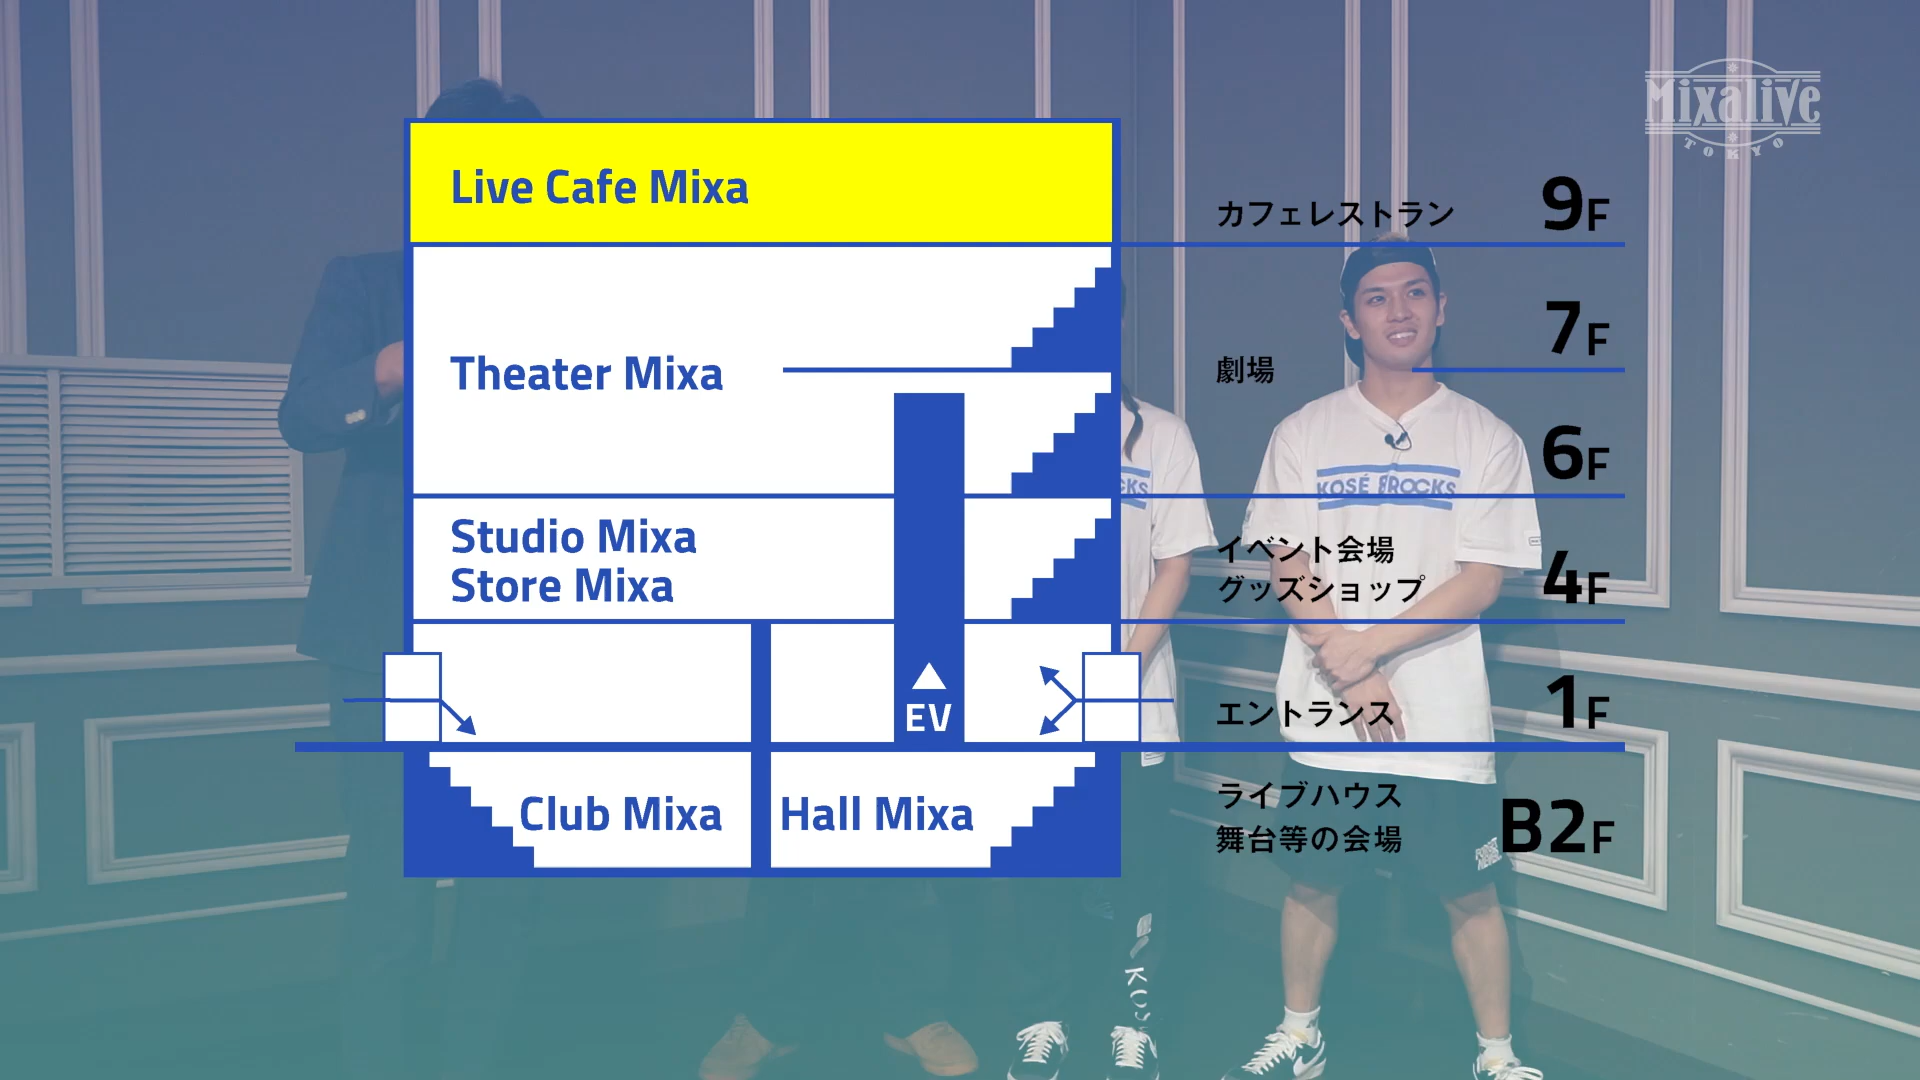 Mixalive
TOKYO
Live Cafe Mixa
カフェレストラン
9F
7F
Theater Mixa
劇場
6F
KOSÉ 8ROCKS
CKS
Studio Mixa
Store Mixa
イベント会場
グッズショップ
4F
EV
エントランス
1F
Club Mixa
Hall Mixa
ライブハウス
舞台等の会場
B2F